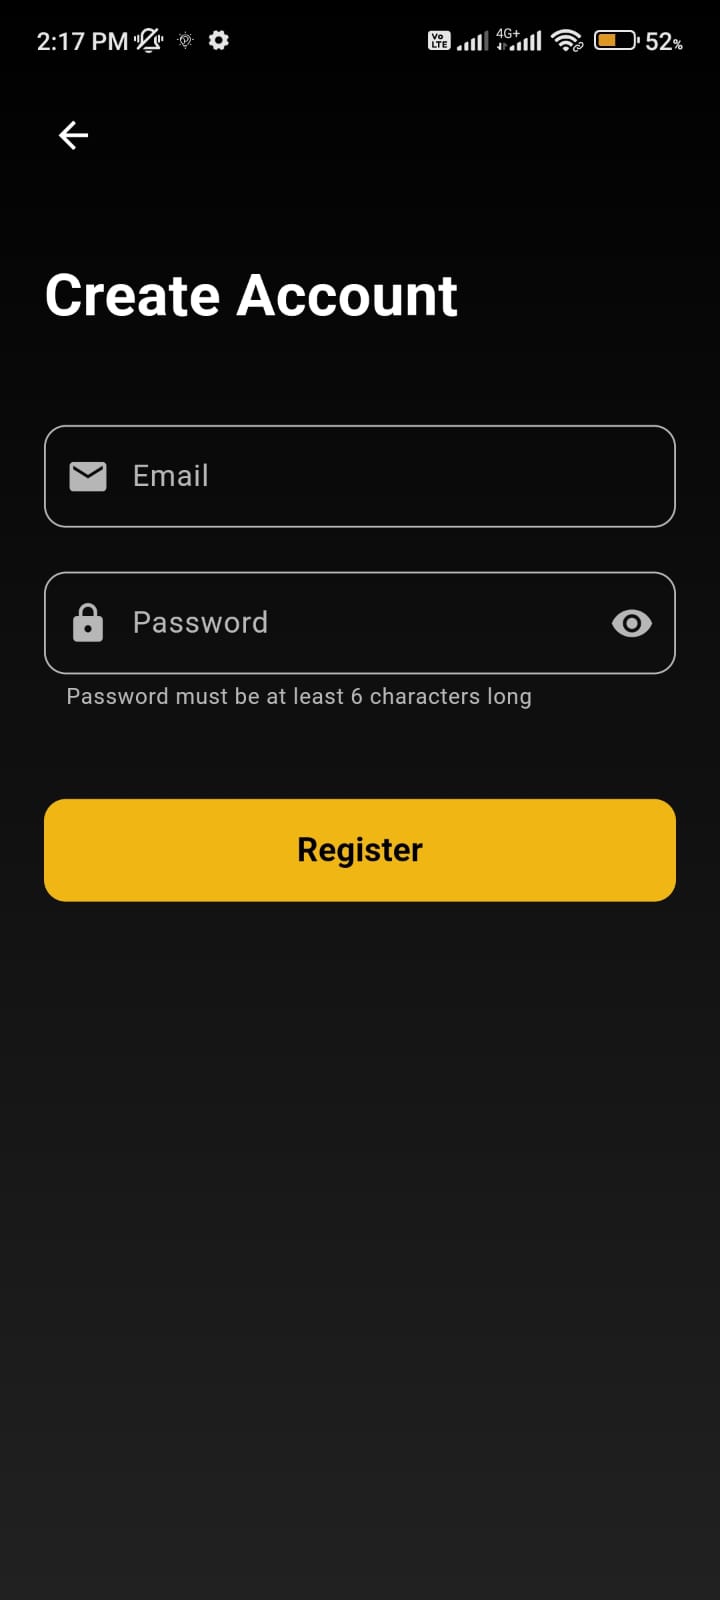 2:17 PM
Vo LTE 4G+ 52%
Create Account
Email
Password
Password must be at least 6 characters long
Register